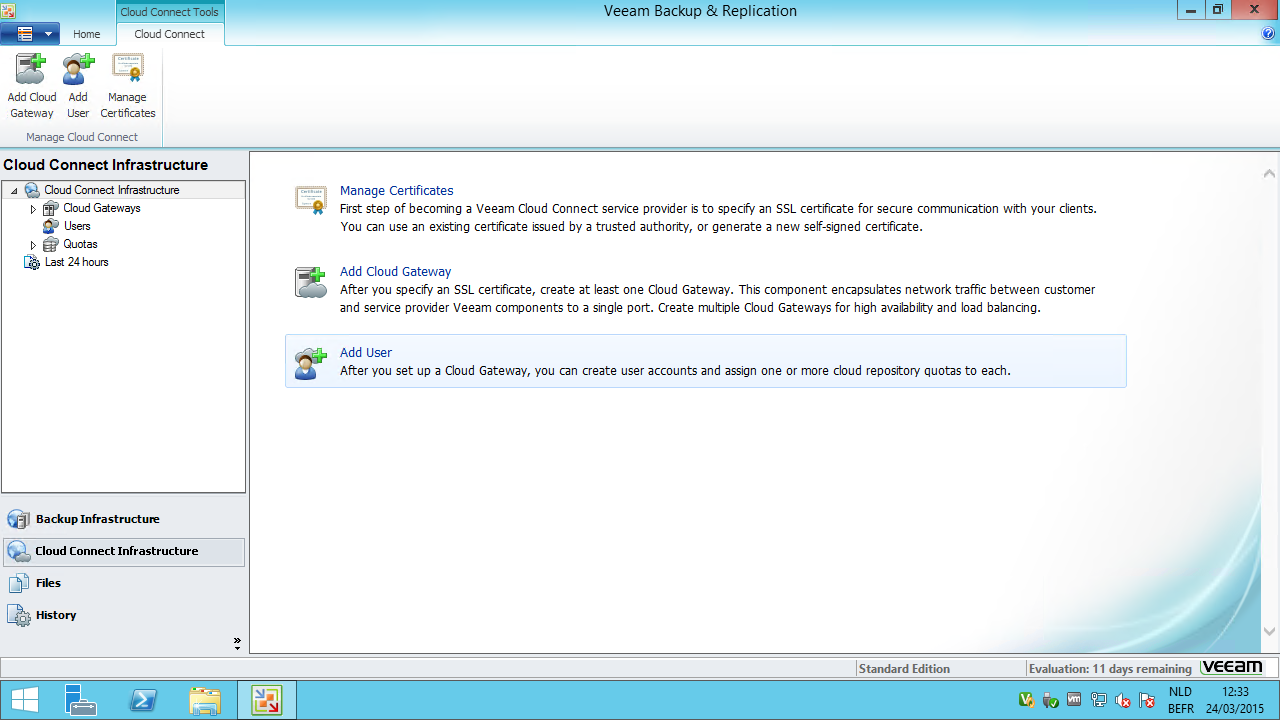 Cloud Connect Tools
Veeam Backup & Replication
Home
Cloud Connect
Add Cloud Gateway
Add User
Manage Certificates
Manage Cloud Connect
Cloud Connect Infrastructure
Cloud Connect Infrastructure
Cloud Gateways
Users
Quotas
Last 24 hours
Backup Infrastructure
Cloud Connect Infrastructure
Files
History
Manage Certificates
First step of becoming a Veeam Cloud Connect service provider is to specify an SSL certificate for secure communication with your clients.
You can use an existing certificate issued by a trusted authority, or generate a new self-signed certificate.
Add Cloud Gateway
After you specify an SSL certificate, create at least one Cloud Gateway. This component encapsulates network traffic between customer
and service provider Veeam components to a single port. Create multiple Cloud Gateways for high availability and load balancing.
Add User
After you set up a Cloud Gateway, you can create user accounts and assign one or more cloud repository quotas to each.
Standard Edition
Evaluation: 11 days remaining
veeam
NLD
BEFR
12:33
24/03/2015